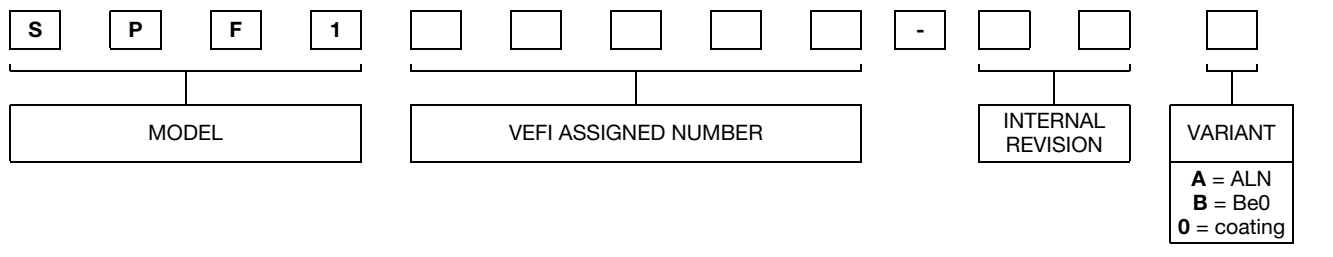 S P F 1 -
MODEL
VEFI ASSIGNED NUMBER
INTERNAL
REVISION
VARIANT
A = ALN
B = Be0
0 = coating